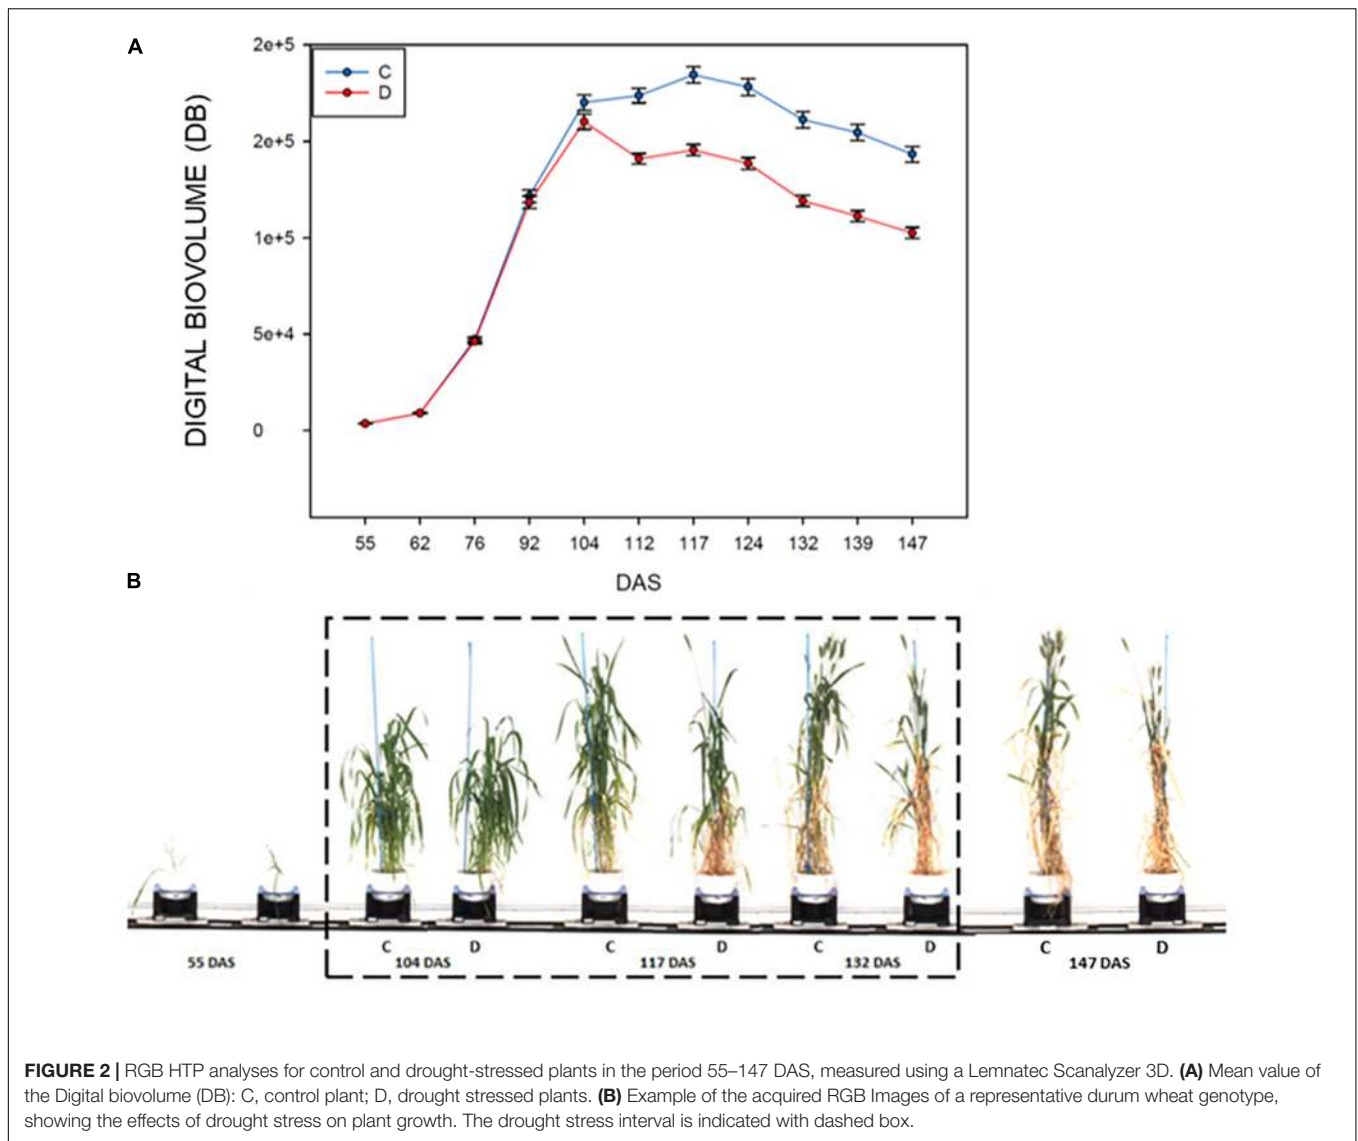 A
DIGITAL BIOVOLUME (DB)
2e+5
2e+5
1e+5
5e+4
0
C
D
55 62 76 92 104 112 117 124 132 139 147
DAS
B
C D C D C D C D
55 DAS 104 DAS 117 DAS 132 DAS 147 DAS
FIGURE 2 | RGB HTP analyses for control and drought-stressed plants in the period 55–147 DAS, measured using a Lemnatec Scanalyzer 3D. (A) Mean value of
the Digital biovolume (DB): C, control plant; D, drought stressed plants. (B) Example of the acquired RGB Images of a representative durum wheat genotype,
showing the effects of drought stress on plant growth. The drought stress interval is indicated with dashed box.